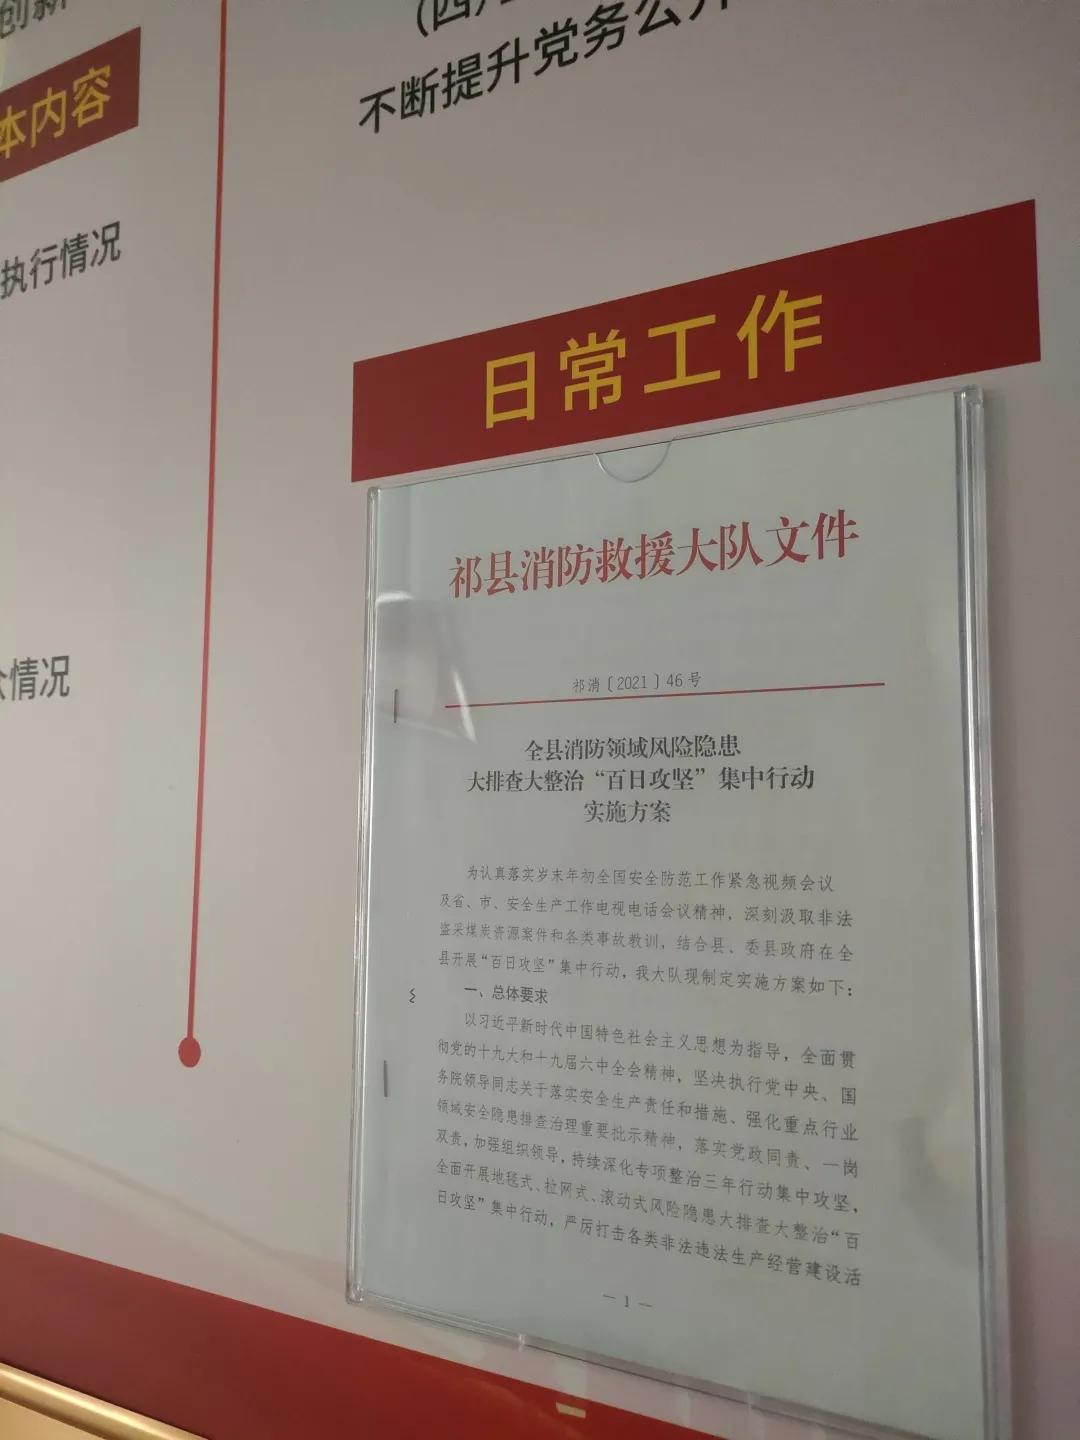 创新
本内容
执行情况
情况
不断提升党务公开
日常工作
祁县消防救援大队文件
祁消〔2021〕46号
全县消防领域风险隐患
大排查大整治“百日攻坚”集中行动
实施方案
为认真落实岁末年初全国安全防范工作紧急视频会议
及省、市、安全生产工作电视电话会议精神，深刻汲取非法
盗采煤炭资源案件和各类事故教训，结合县、委县政府在全
县开展“百日攻坚”集中行动，我大队现制定实施方案如下：
一、总体要求
以习近平新时代中国特色社会主义思想为指导，全面贯
彻党的十九大和十九届六中全会精神，坚决执行党中央、国
务院领导同志关于落实安全生产责任和措施、强化重点行业
领域安全隐患排查治理重要批示精神，落实党政同责、一岗
双责，加强组织领导，持续深化专项整治三年行动集中攻坚，
全面开展地毯式、拉网式、滚动式风险隐患大排查大整治“百
日攻坚”集中行动，严厉打击各类非法违法生产经营建设活
— 1 —